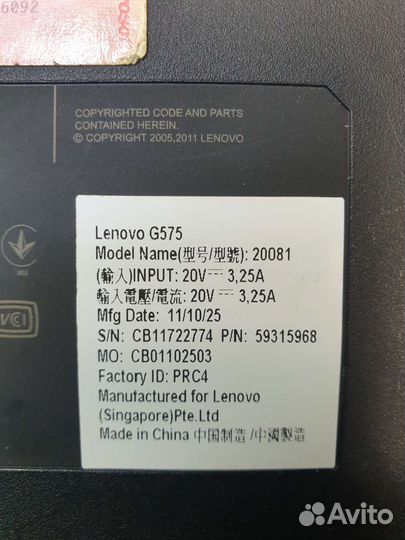 6092
COPYRIGHTED CODE AND PARTS
CONTAINED HEREIN.
© COPYRIGHT 2005,2011 LENOVO
Lenovo G575
Model Name(型号/型號): 20081
(輸入)INPUT: 20V⎓ 3,25A
輸入電壓/電流: 20V⎓ 3,25A
Mfg Date: 11/10/25
S/N: CB11722774 P/N: 59315968
MO: CB01102503
Factory ID: PRC4
Manufactured for Lenovo
(Singapore)Pte.Ltd
Made in China 中国制造 /中國製造
001
VCCI
Avito